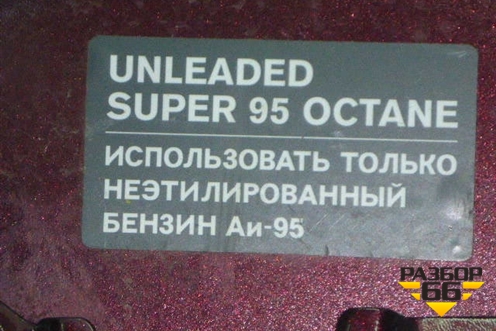 UNLEADED
SUPER 95 OCTANE
ИСПОЛЬЗОВАТЬ ТОЛЬКО
НЕЭТИЛИРОВАННЫЙ
БЕНЗИН Аи-95
РАЗБОР
66